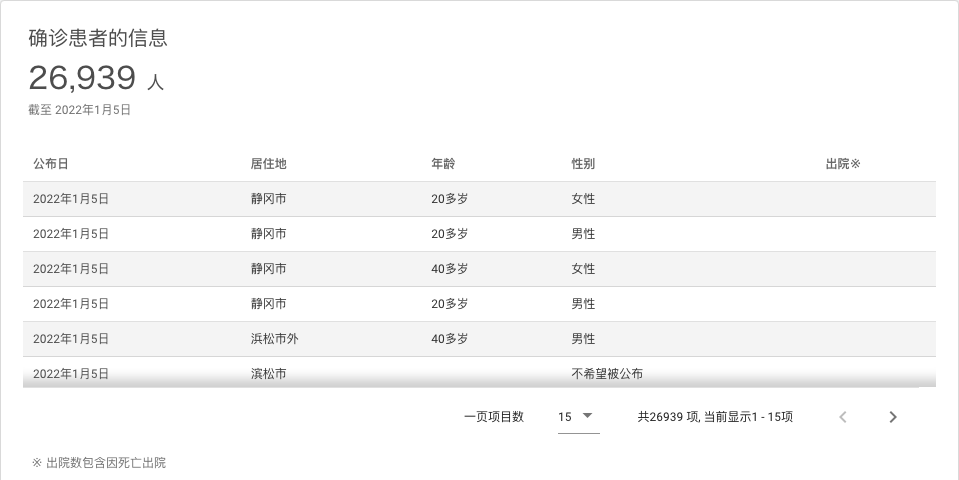 确诊患者的信息
26,939 人
截至 2022年1月5日
公布日 居住地 年龄 性别 出院※
2022年1月5日 静冈市 20多岁 女性
2022年1月5日 静冈市 20多岁 男性
2022年1月5日 静冈市 40多岁 女性
2022年1月5日 静冈市 20多岁 男性
2022年1月5日 浜松市外 40多岁 男性
2022年1月5日 滨松市 不希望被公布
一页项目数 15 共26939 项, 当前显示1 - 15项
※ 出院数包含因死亡出院